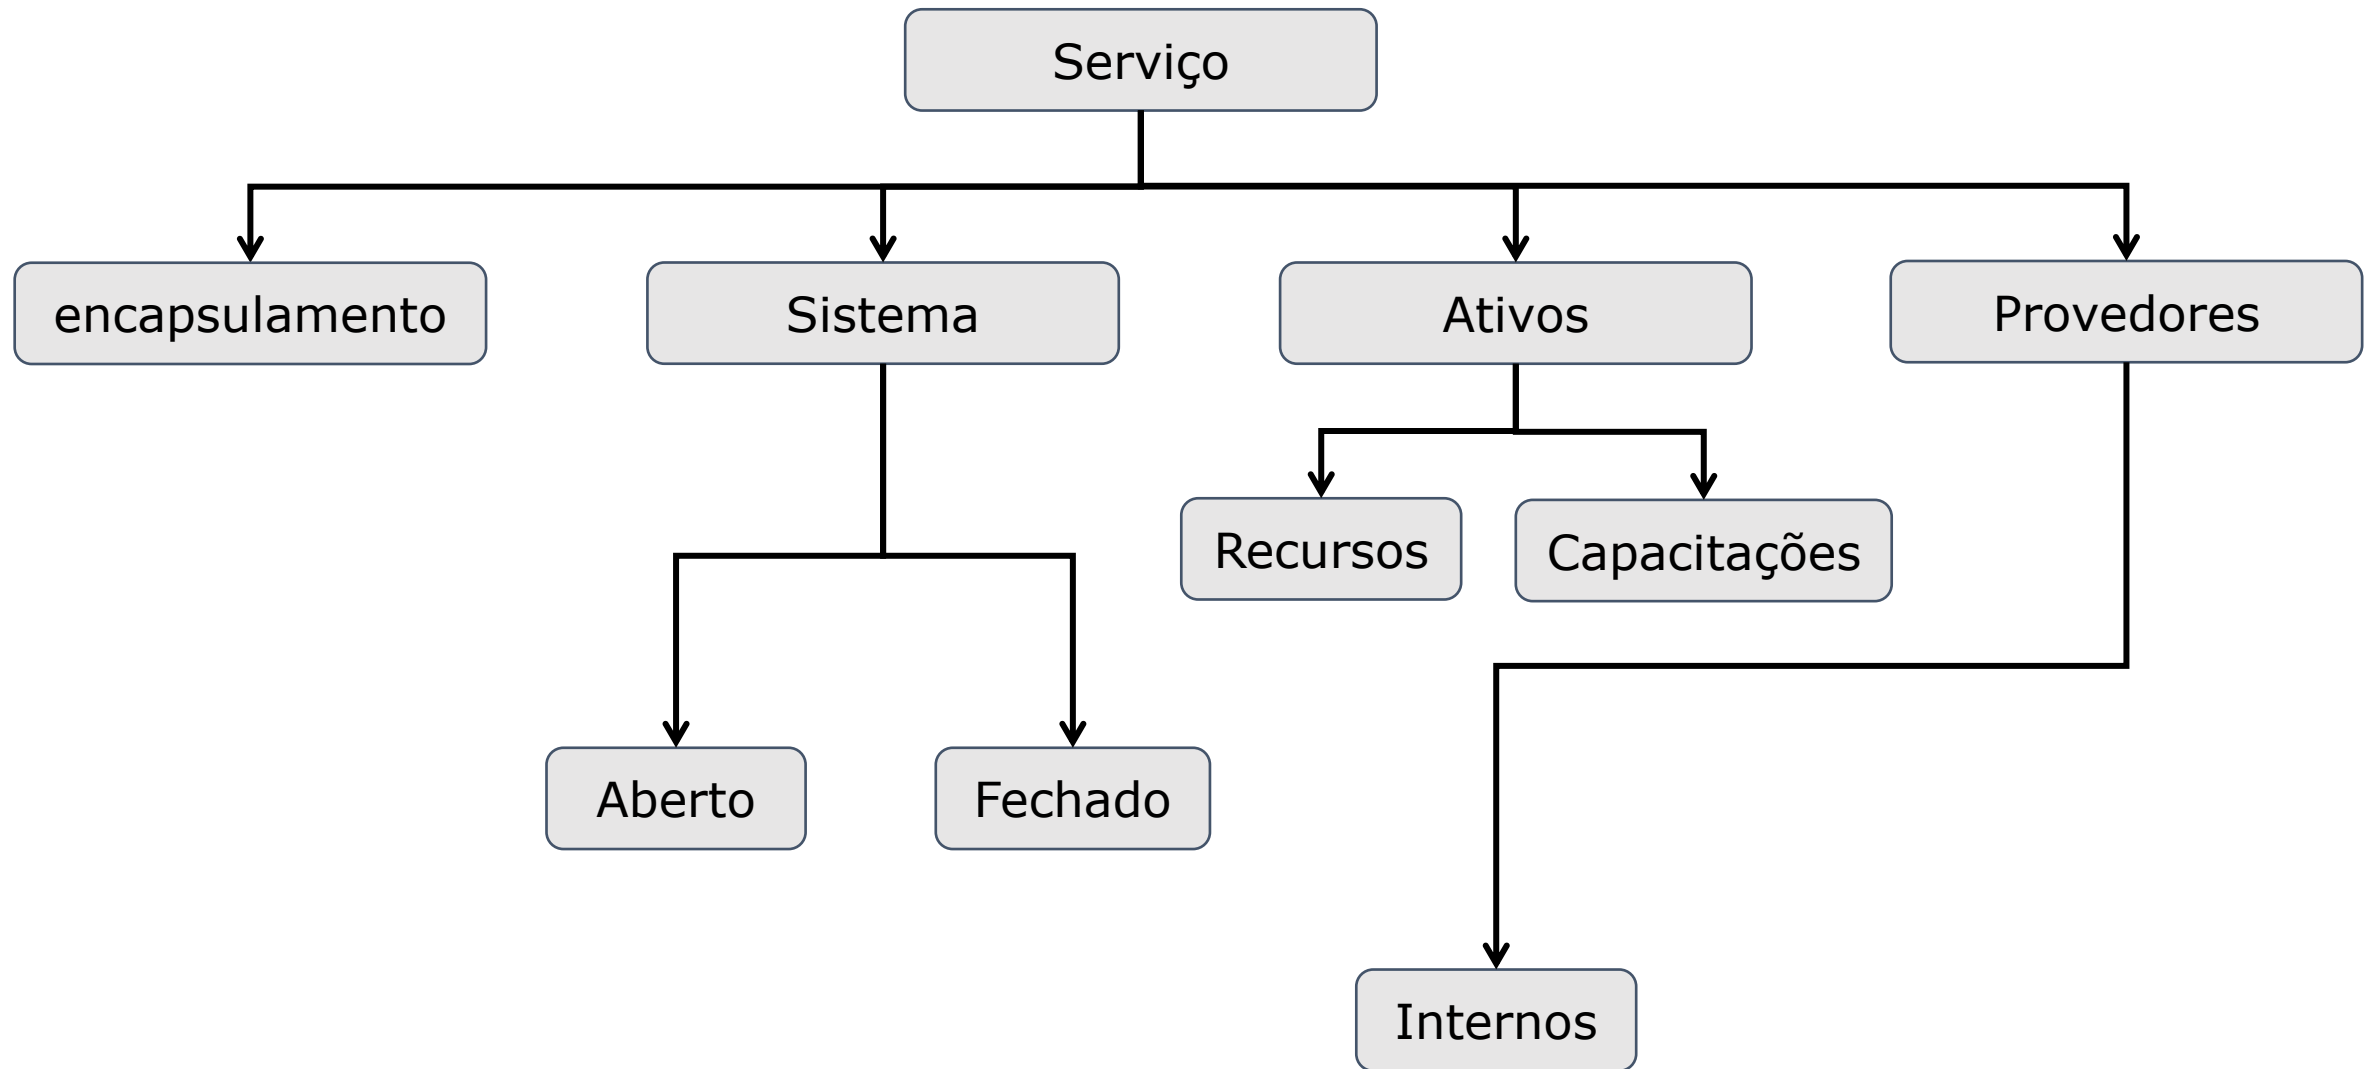 Serviço
encapsulamento
Sistema
Ativos
Provedores
Recursos
Capacitações
Aberto
Fechado
Internos